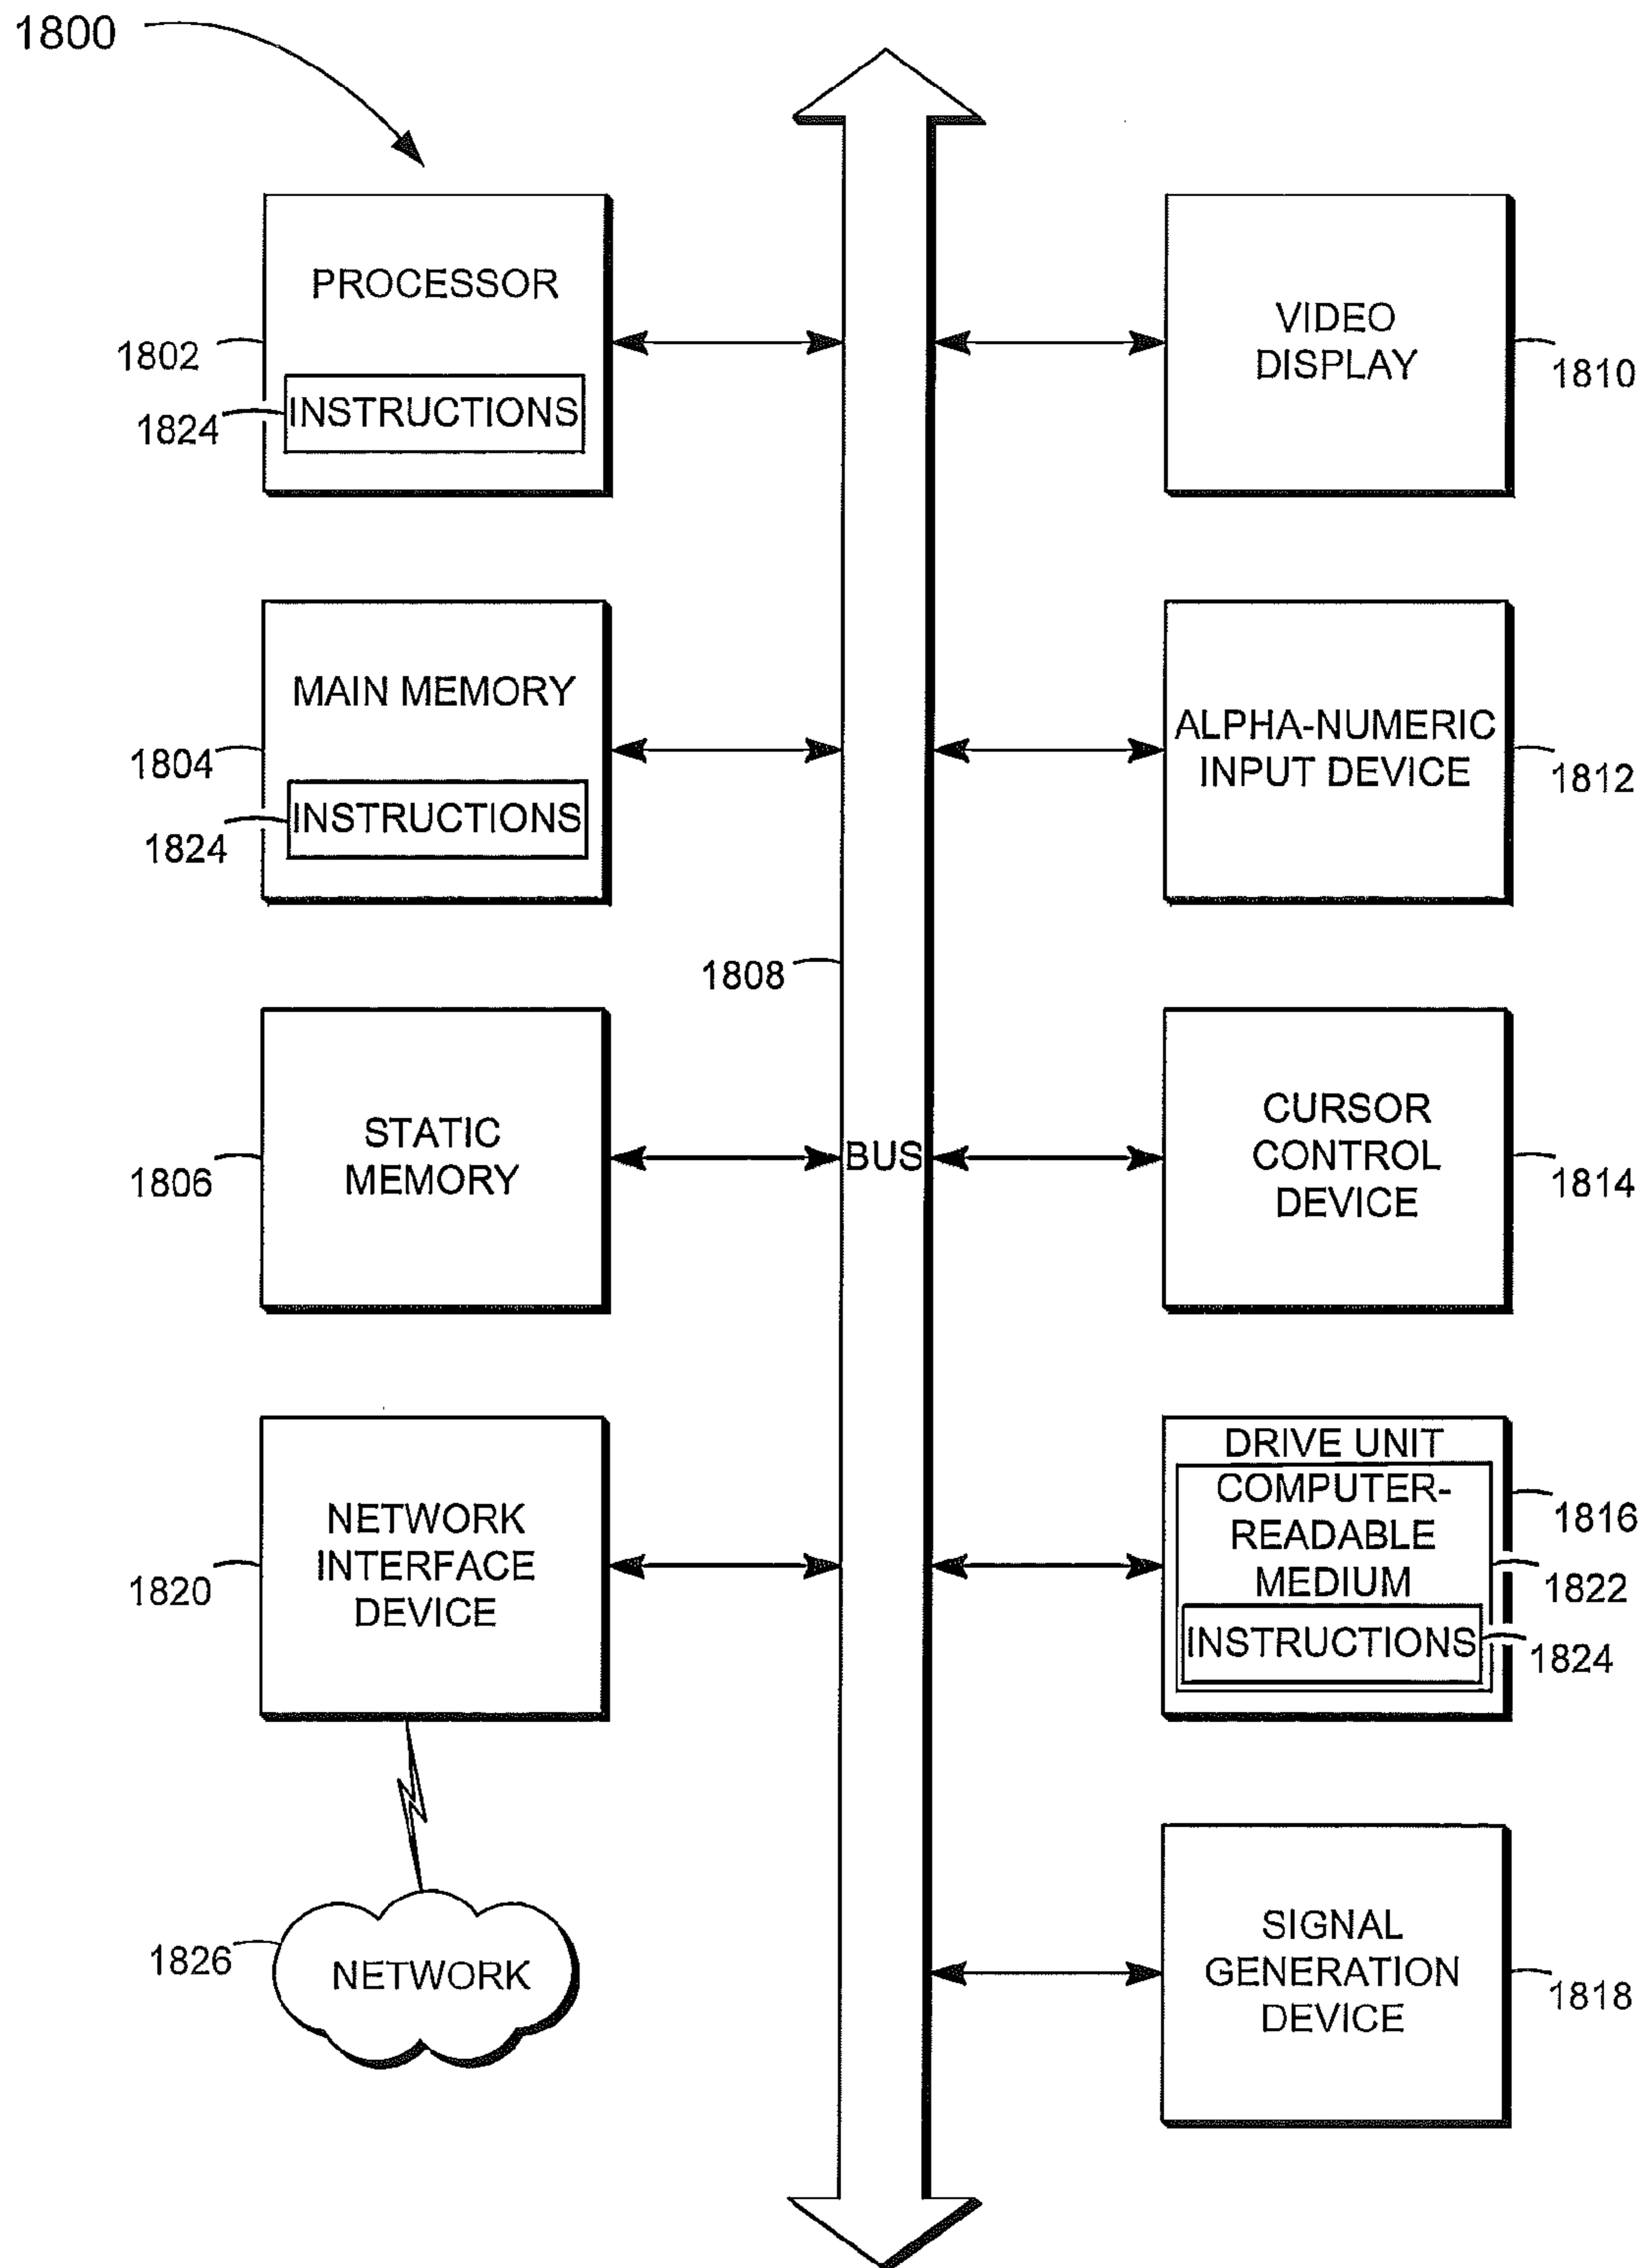 1800
PROCESSOR
1802
INSTRUCTIONS
1824
MAIN MEMORY
1804
INSTRUCTIONS
1824
1808
STATIC
MEMORY
1806
BUS
NETWORK
INTERFACE
DEVICE
1820
1826
NETWORK
VIDEO
DISPLAY
1810
ALPHA-NUMERIC
INPUT DEVICE
1812
CURSOR
CONTROL
DEVICE
1814
DRIVE UNIT
COMPUTER-
READABLE
MEDIUM
1816
1822
INSTRUCTIONS
1824
SIGNAL
GENERATION
DEVICE
1818